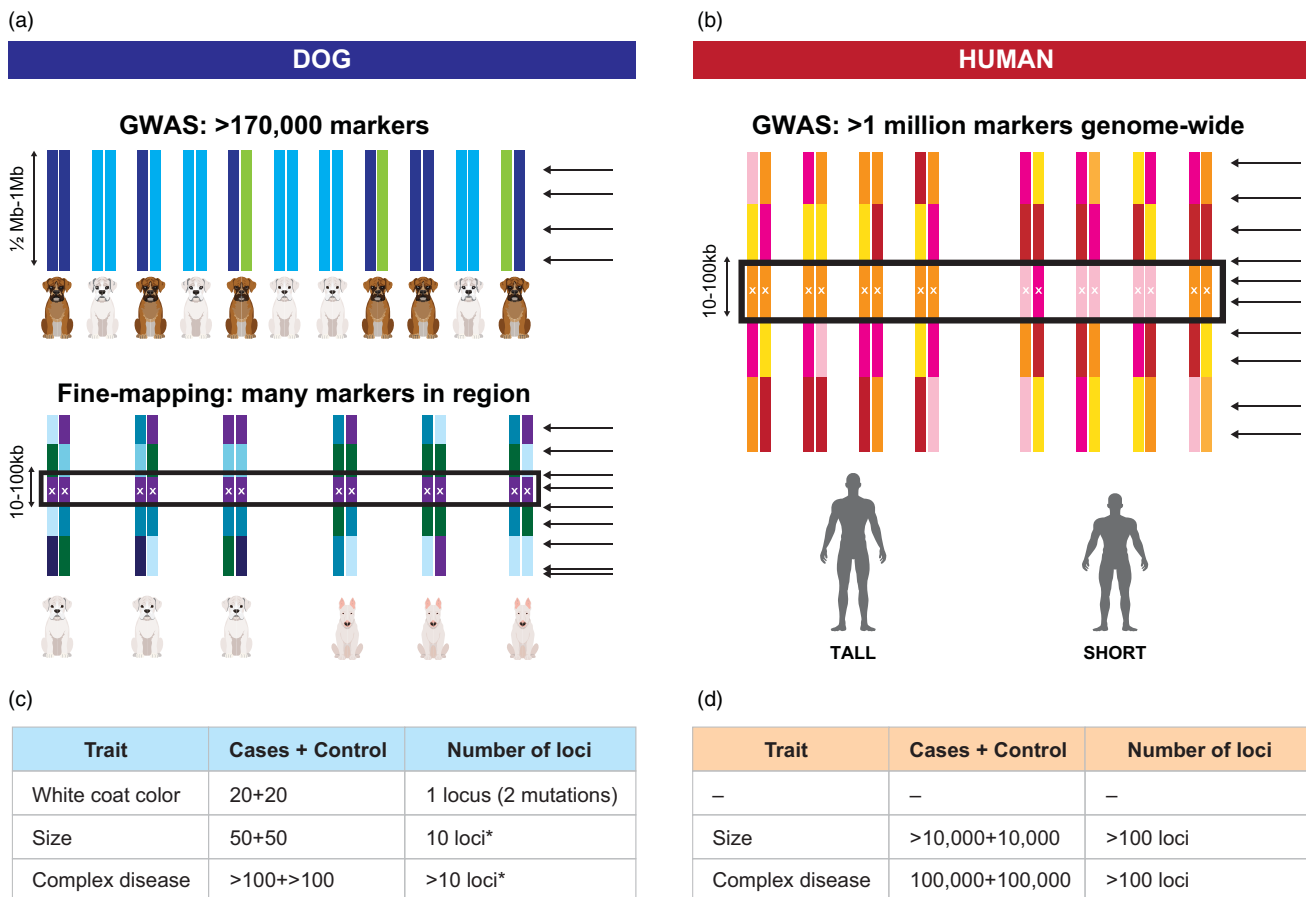 (a)
DOG
GWAS: >170,000 markers
½ Mb-1Mb
Fine-mapping: many markers in region
10-100kb
x x x x x x x x x x x x
(b)
HUMAN
GWAS: >1 million markers genome-wide
10-100kb
x x x x x x x x x x x x x x x x
TALL
SHORT
(c)
Trait Cases + Control Number of loci
White coat color 20+20 1 locus (2 mutations)
Size 50+50 10 loci*
Complex disease >100+>100 >10 loci*
(d)
Trait Cases + Control Number of loci
– – –
Size >10,000+10,000 >100 loci
Complex disease 100,000+100,000 >100 loci